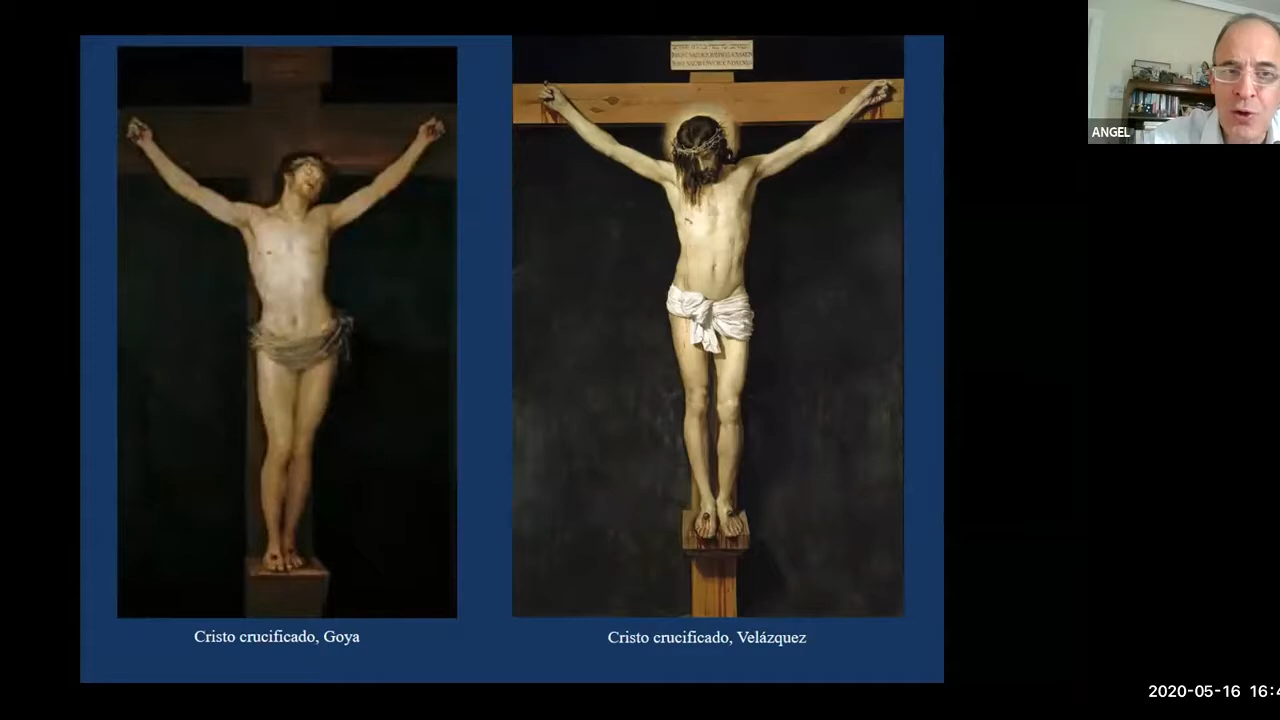 ANGEL
Cristo crucificado, Goya
Cristo crucificado, Velázquez
2020-05-16 16:4